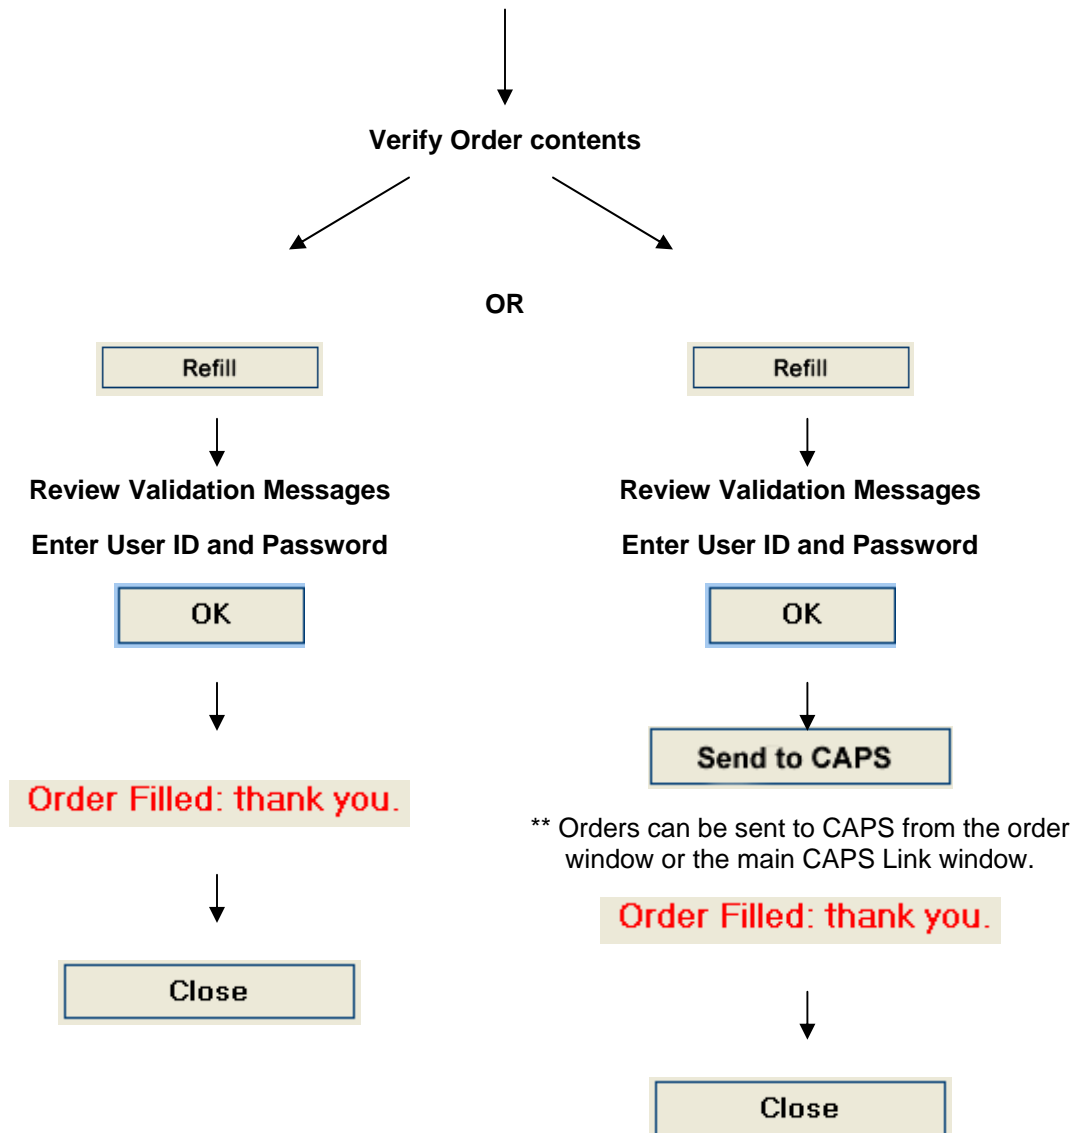 Verify Order contents
OR
Refill
Review Validation Messages
Enter User ID and Password
OK
Order Filled: thank you.
Close
Refill
Review Validation Messages
Enter User ID and Password
OK
Send to CAPS
** Orders can be sent to CAPS from the order
window or the main CAPS Link window.
Order Filled: thank you.
Close